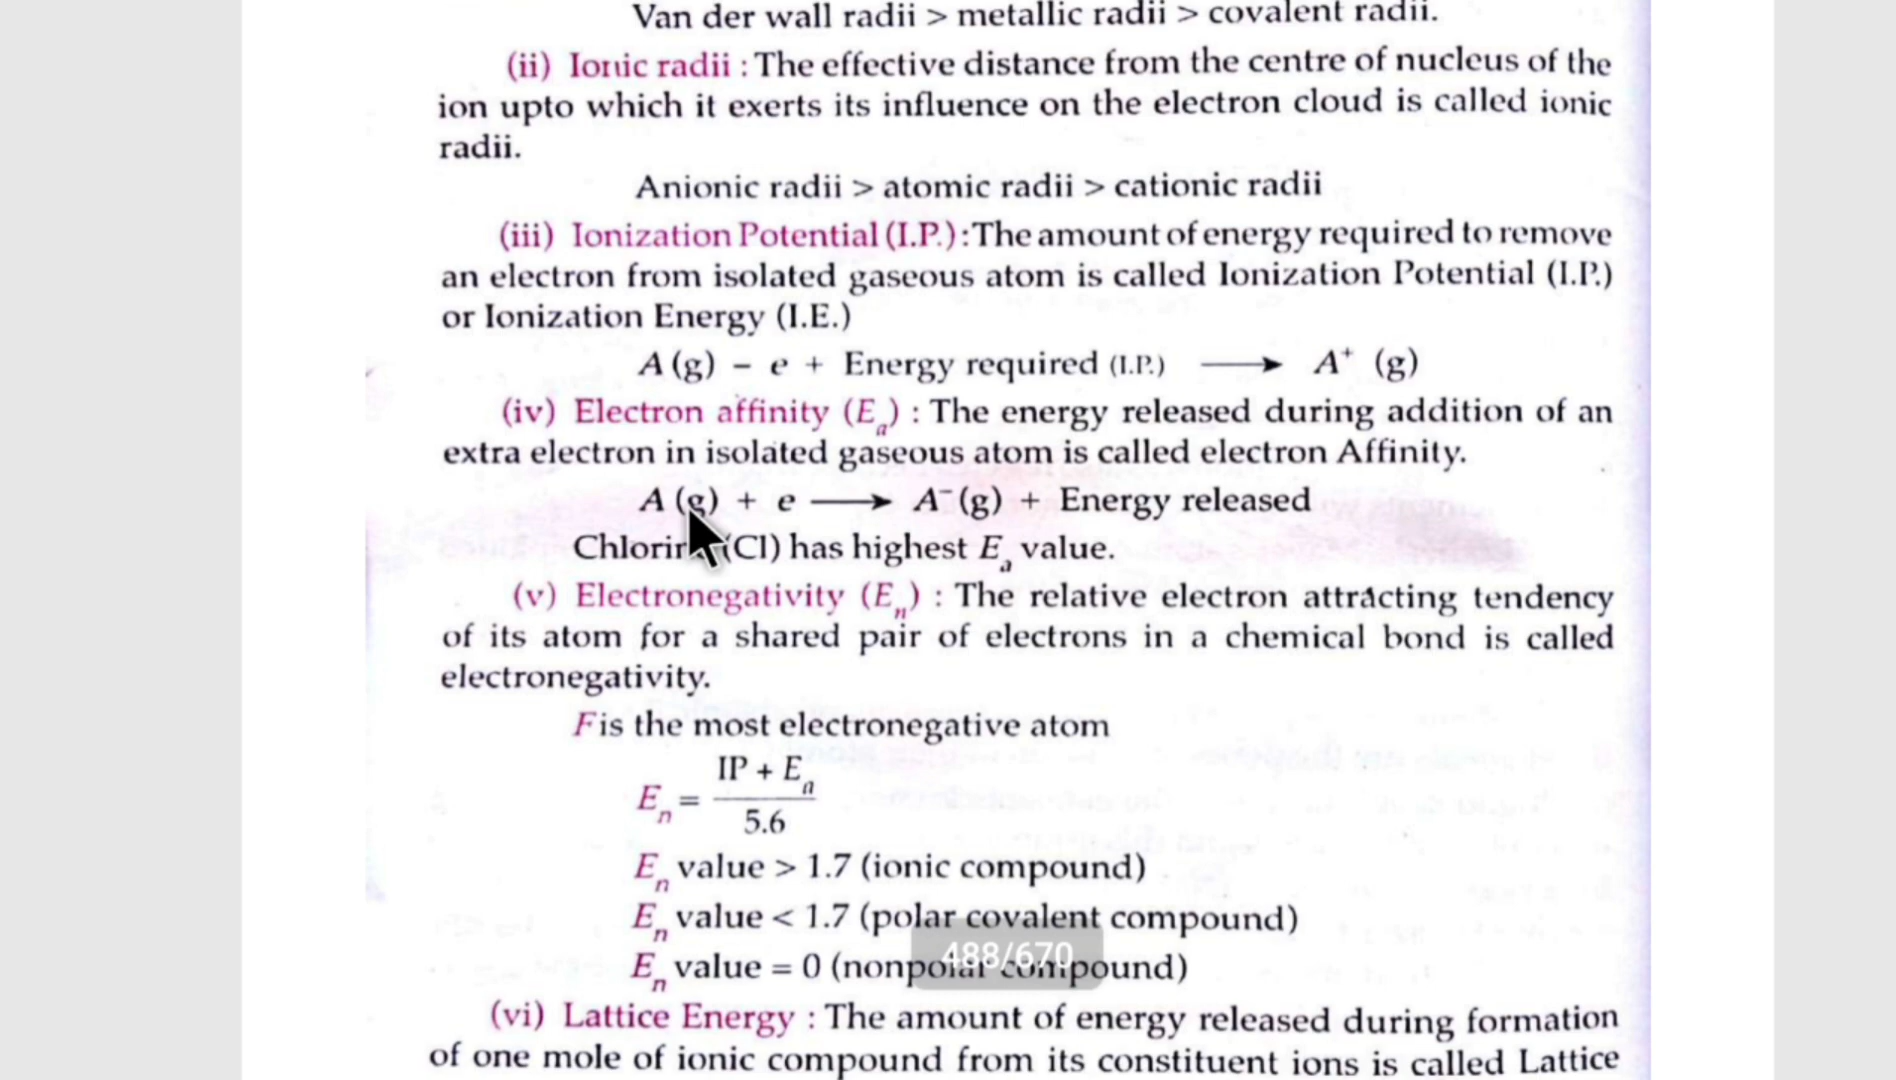 Van der wall radii > metallic radii > covalent radii.
(ii) Ionic radii : The effective distance from the centre of nucleus of the
ion upto which it exerts its influence on the electron cloud is called ionic
radii.
Anionic radii > atomic radii > cationic radii
(iii) Ionization Potential (I.P.) : The amount of energy required to remove
an electron from isolated gaseous atom is called Ionization Potential (I.P.)
or Ionization Energy (I.E.)
A (g) − e + Energy required (I.P.) ⟶ A⁺ (g)
(iv) Electron affinity (Eₐ) : The energy released during addition of an
extra electron in isolated gaseous atom is called electron Affinity.
A (g) + e ⟶ A⁻ (g) + Energy released
(Cl) has highest Eₐ value.
(v) Electronegativity (Eₙ) : The relative electron attracting tendency
of its atom for a shared pair of electrons in a chemical bond is called
electronegativity.
F is the most electronegative atom
Eₙ = IP + Eₐ / 5.6
Eₙ value > 1.7 (ionic compound)
Eₙ value < 1.7 (polar covalent compound)
Eₙ value = 0 (nonpolar compound)
488/670
(vi) Lattice Energy : The amount of energy released during formation
of one mole of ionic compound from its constituent ions is called Lattice